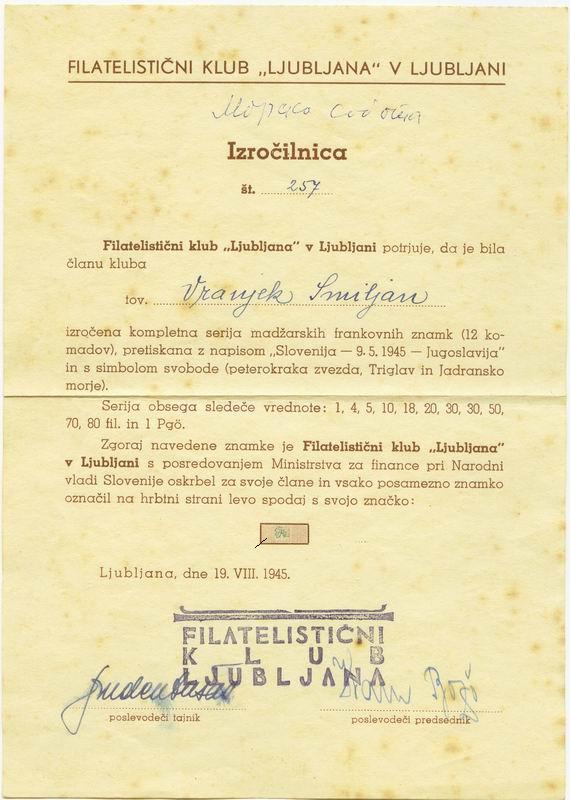 FILATELISTIČNI KLUB „LJUBLJANA" V LJUBLJANI
Izročilnica
št. 257
Filatelistični klub „Ljubljana" v Ljubljani potrjuje, da je bila
članu kluba
tov. Vranjek Smiljan
izročena kompletna serija madžarskih frankovnih znamk (12 ko-
madov), pretiskana z napisom „Slovenija — 9. 5. 1945 — Jugoslavija"
in s simbolom svobode (peterokraka zvezda, Triglav in Jadransko
morje).
Serija obsega sledeče vrednote: 1, 4, 5, 10, 18, 20, 30, 30, 50,
70, 80 fil. in 1 Pgö.
Zgoraj navedene znamke je Filatelistični klub „Ljubljana"
v Ljubljani s posredovanjem Ministrstva za finance pri Narodni
vladi Slovenije oskrbel za svoje člane in vsako posamezno znamko
označil na hrbtni strani levo spodaj s svojo značko:
Ljubljana, dne 19. VIII. 1945.
FILATELISTIČNI
KLUB
LJUBLJANA
poslevodeči tajnik
poslevodeči predsednik